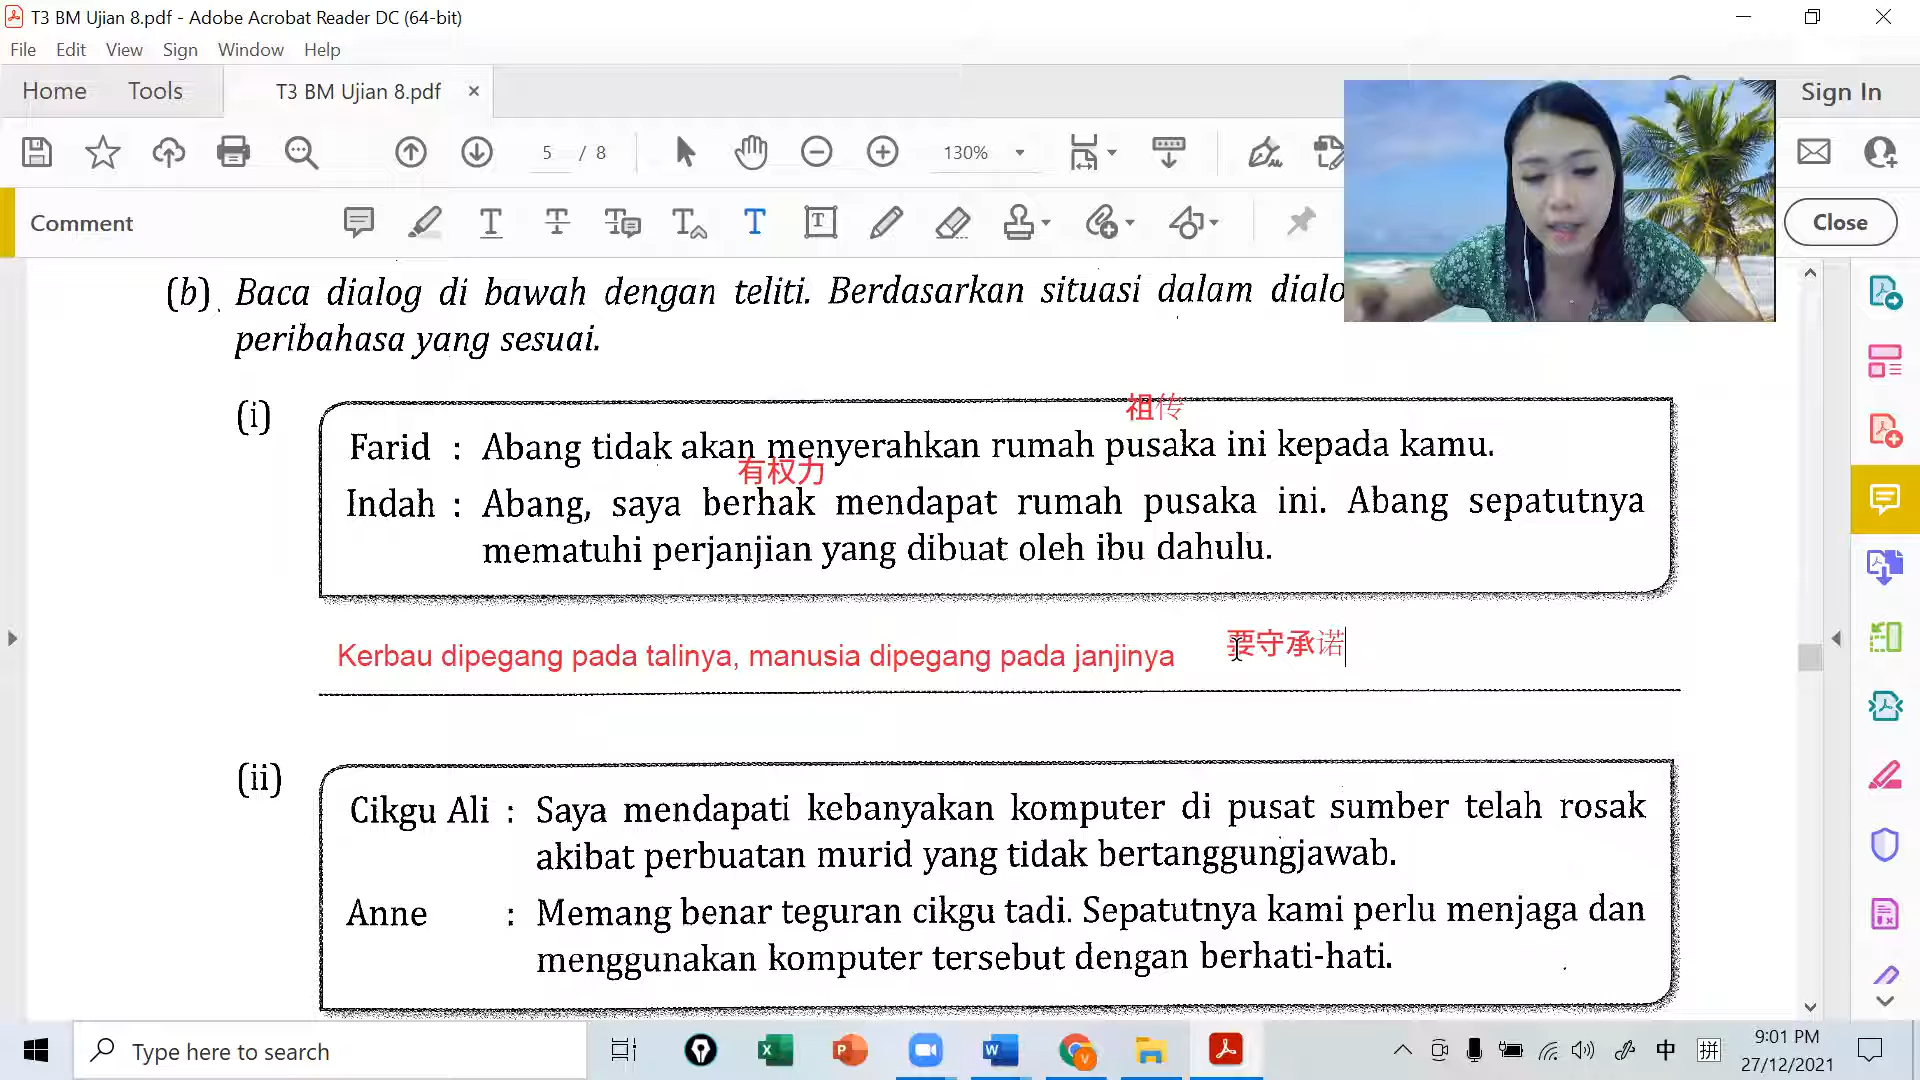 T3 BM Ujian 8.pdf - Adobe Acrobat Reader DC (64-bit)
File Edit View Sign Window Help
Home Tools T3 BM Ujian 8.pdf × Sign In
5 / 8 130%
Comment Close
(b) Baca dialog di bawah dengan teliti. Berdasarkan situasi dalam
peribahasa yang sesuai.
(i)
祖传
Farid : Abang tidak akan menyerahkan rumah pusaka ini kepada kamu.
有权力
Indah : Abang, saya berhak mendapat rumah pusaka ini. Abang sepatutnya
mematuhi perjanjian yang dibuat oleh ibu dahulu.
Kerbau dipegang pada talinya, manusia dipegang pada janjinya 要守承诺
(ii)
Cikgu Ali : Saya mendapati kebanyakan komputer di pusat sumber telah rosak
akibat perbuatan murid yang tidak bertanggungjawab.
Anne : Memang benar teguran cikgu tadi. Sepatutnya kami perlu menjaga dan
menggunakan komputer tersebut dengan berhati-hati.
Type here to search
中 拼
9:01 PM
27/12/2021